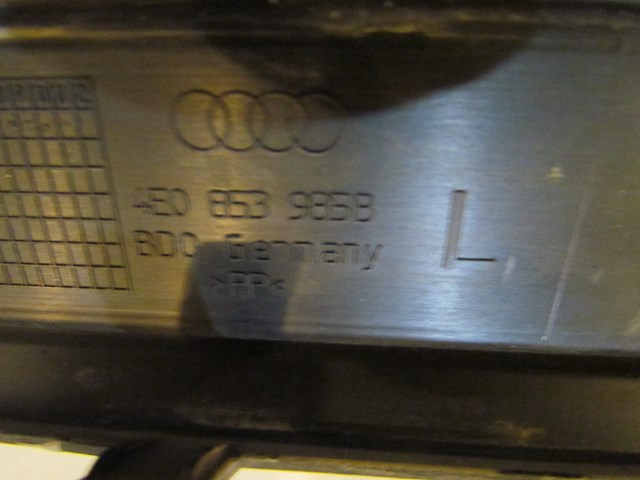 4E0 853 985B
BDO Germany
>PP<
L